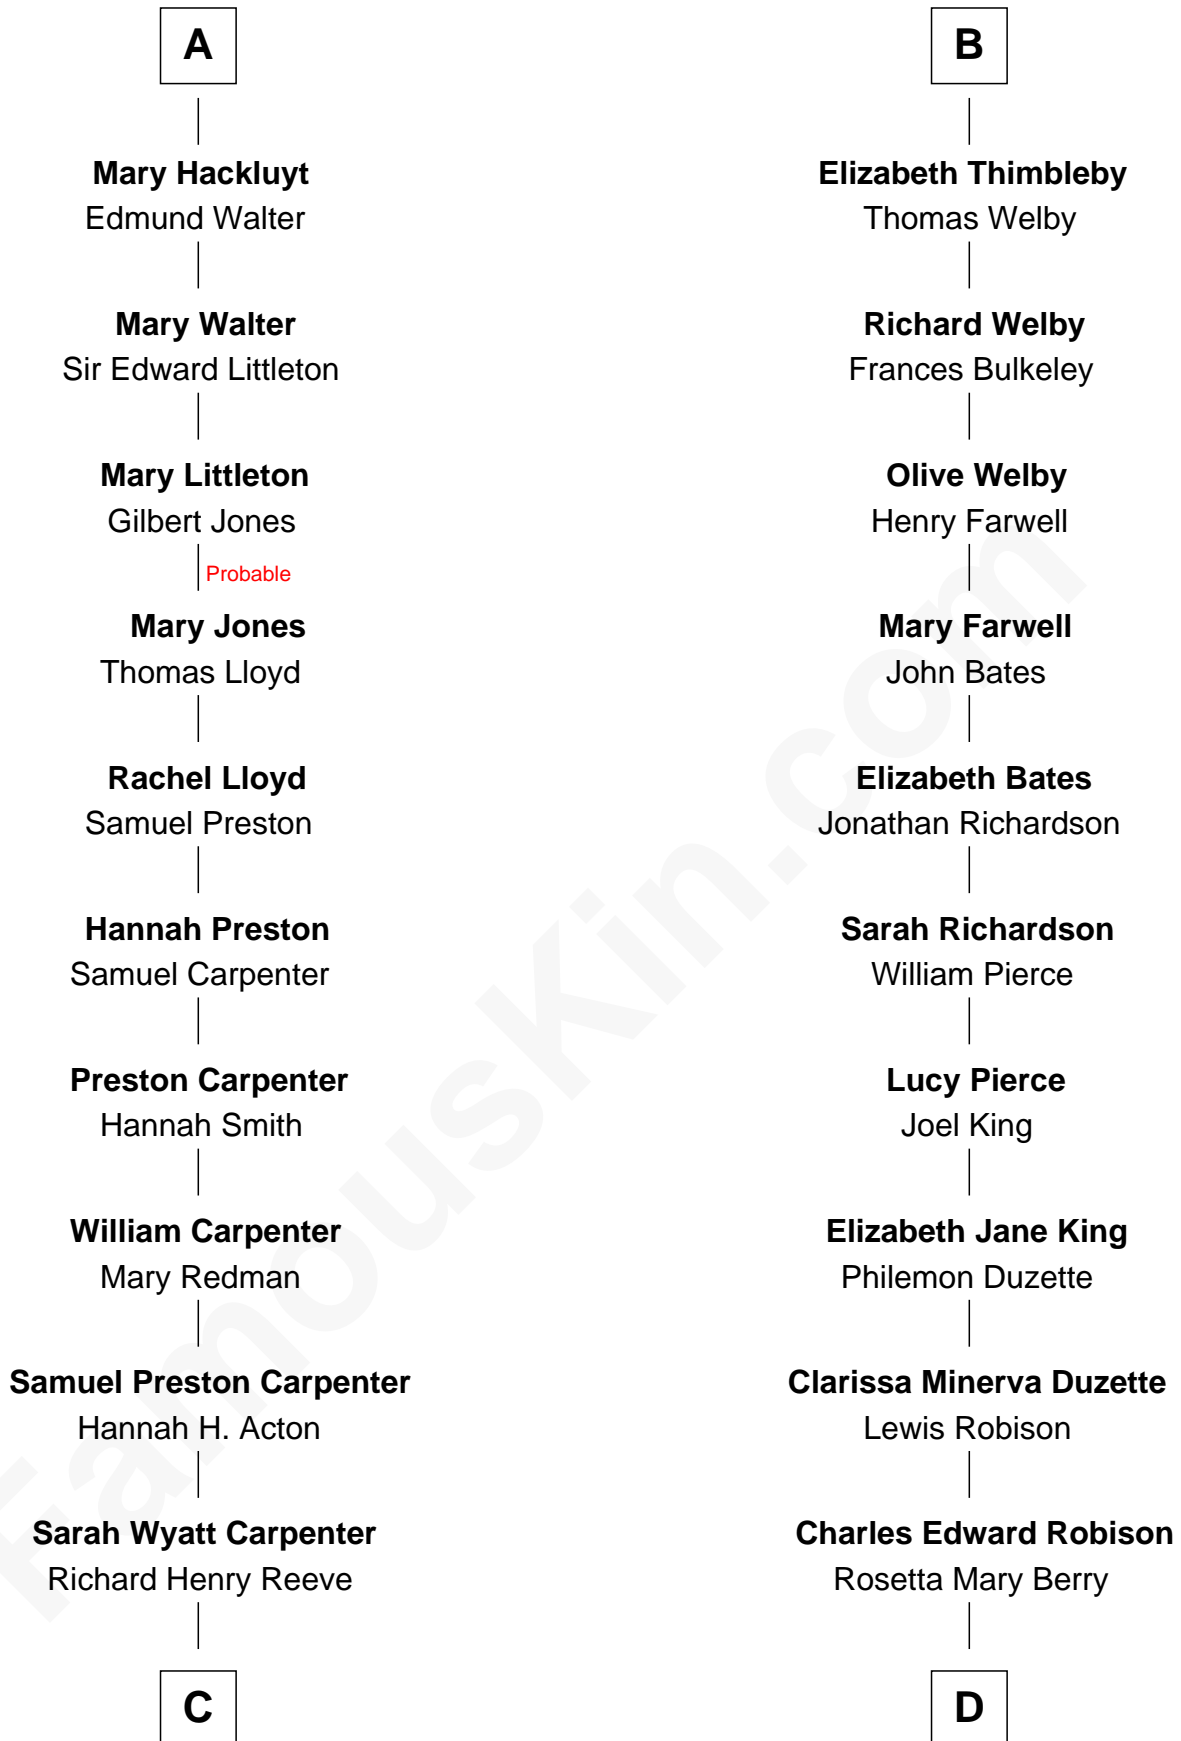 A
Mary Hackluyt
Edmund Walter
Mary Walter
Sir Edward Littleton
Mary Littleton
Gilbert Jones
Probable
Mary Jones
Thomas Lloyd
Rachel Lloyd
Samuel Preston
Hannah Preston
Samuel Carpenter
Preston Carpenter
Hannah Smith
William Carpenter
Mary Redman
Samuel Preston Carpenter
Hannah H. Acton
Sarah Wyatt Carpenter
Richard Henry Reeve
C
B
Elizabeth Thimbleby
Thomas Welby
Richard Welby
Frances Bulkeley
Olive Welby
Henry Farwell
Mary Farwell
John Bates
Elizabeth Bates
Jonathan Richardson
Sarah Richardson
William Pierce
Lucy Pierce
Joel King
Elizabeth Jane King
Philemon Duzette
Clarissa Minerva Duzette
Lewis Robison
Charles Edward Robison
Rosetta Mary Berry
D
FamousKin.com